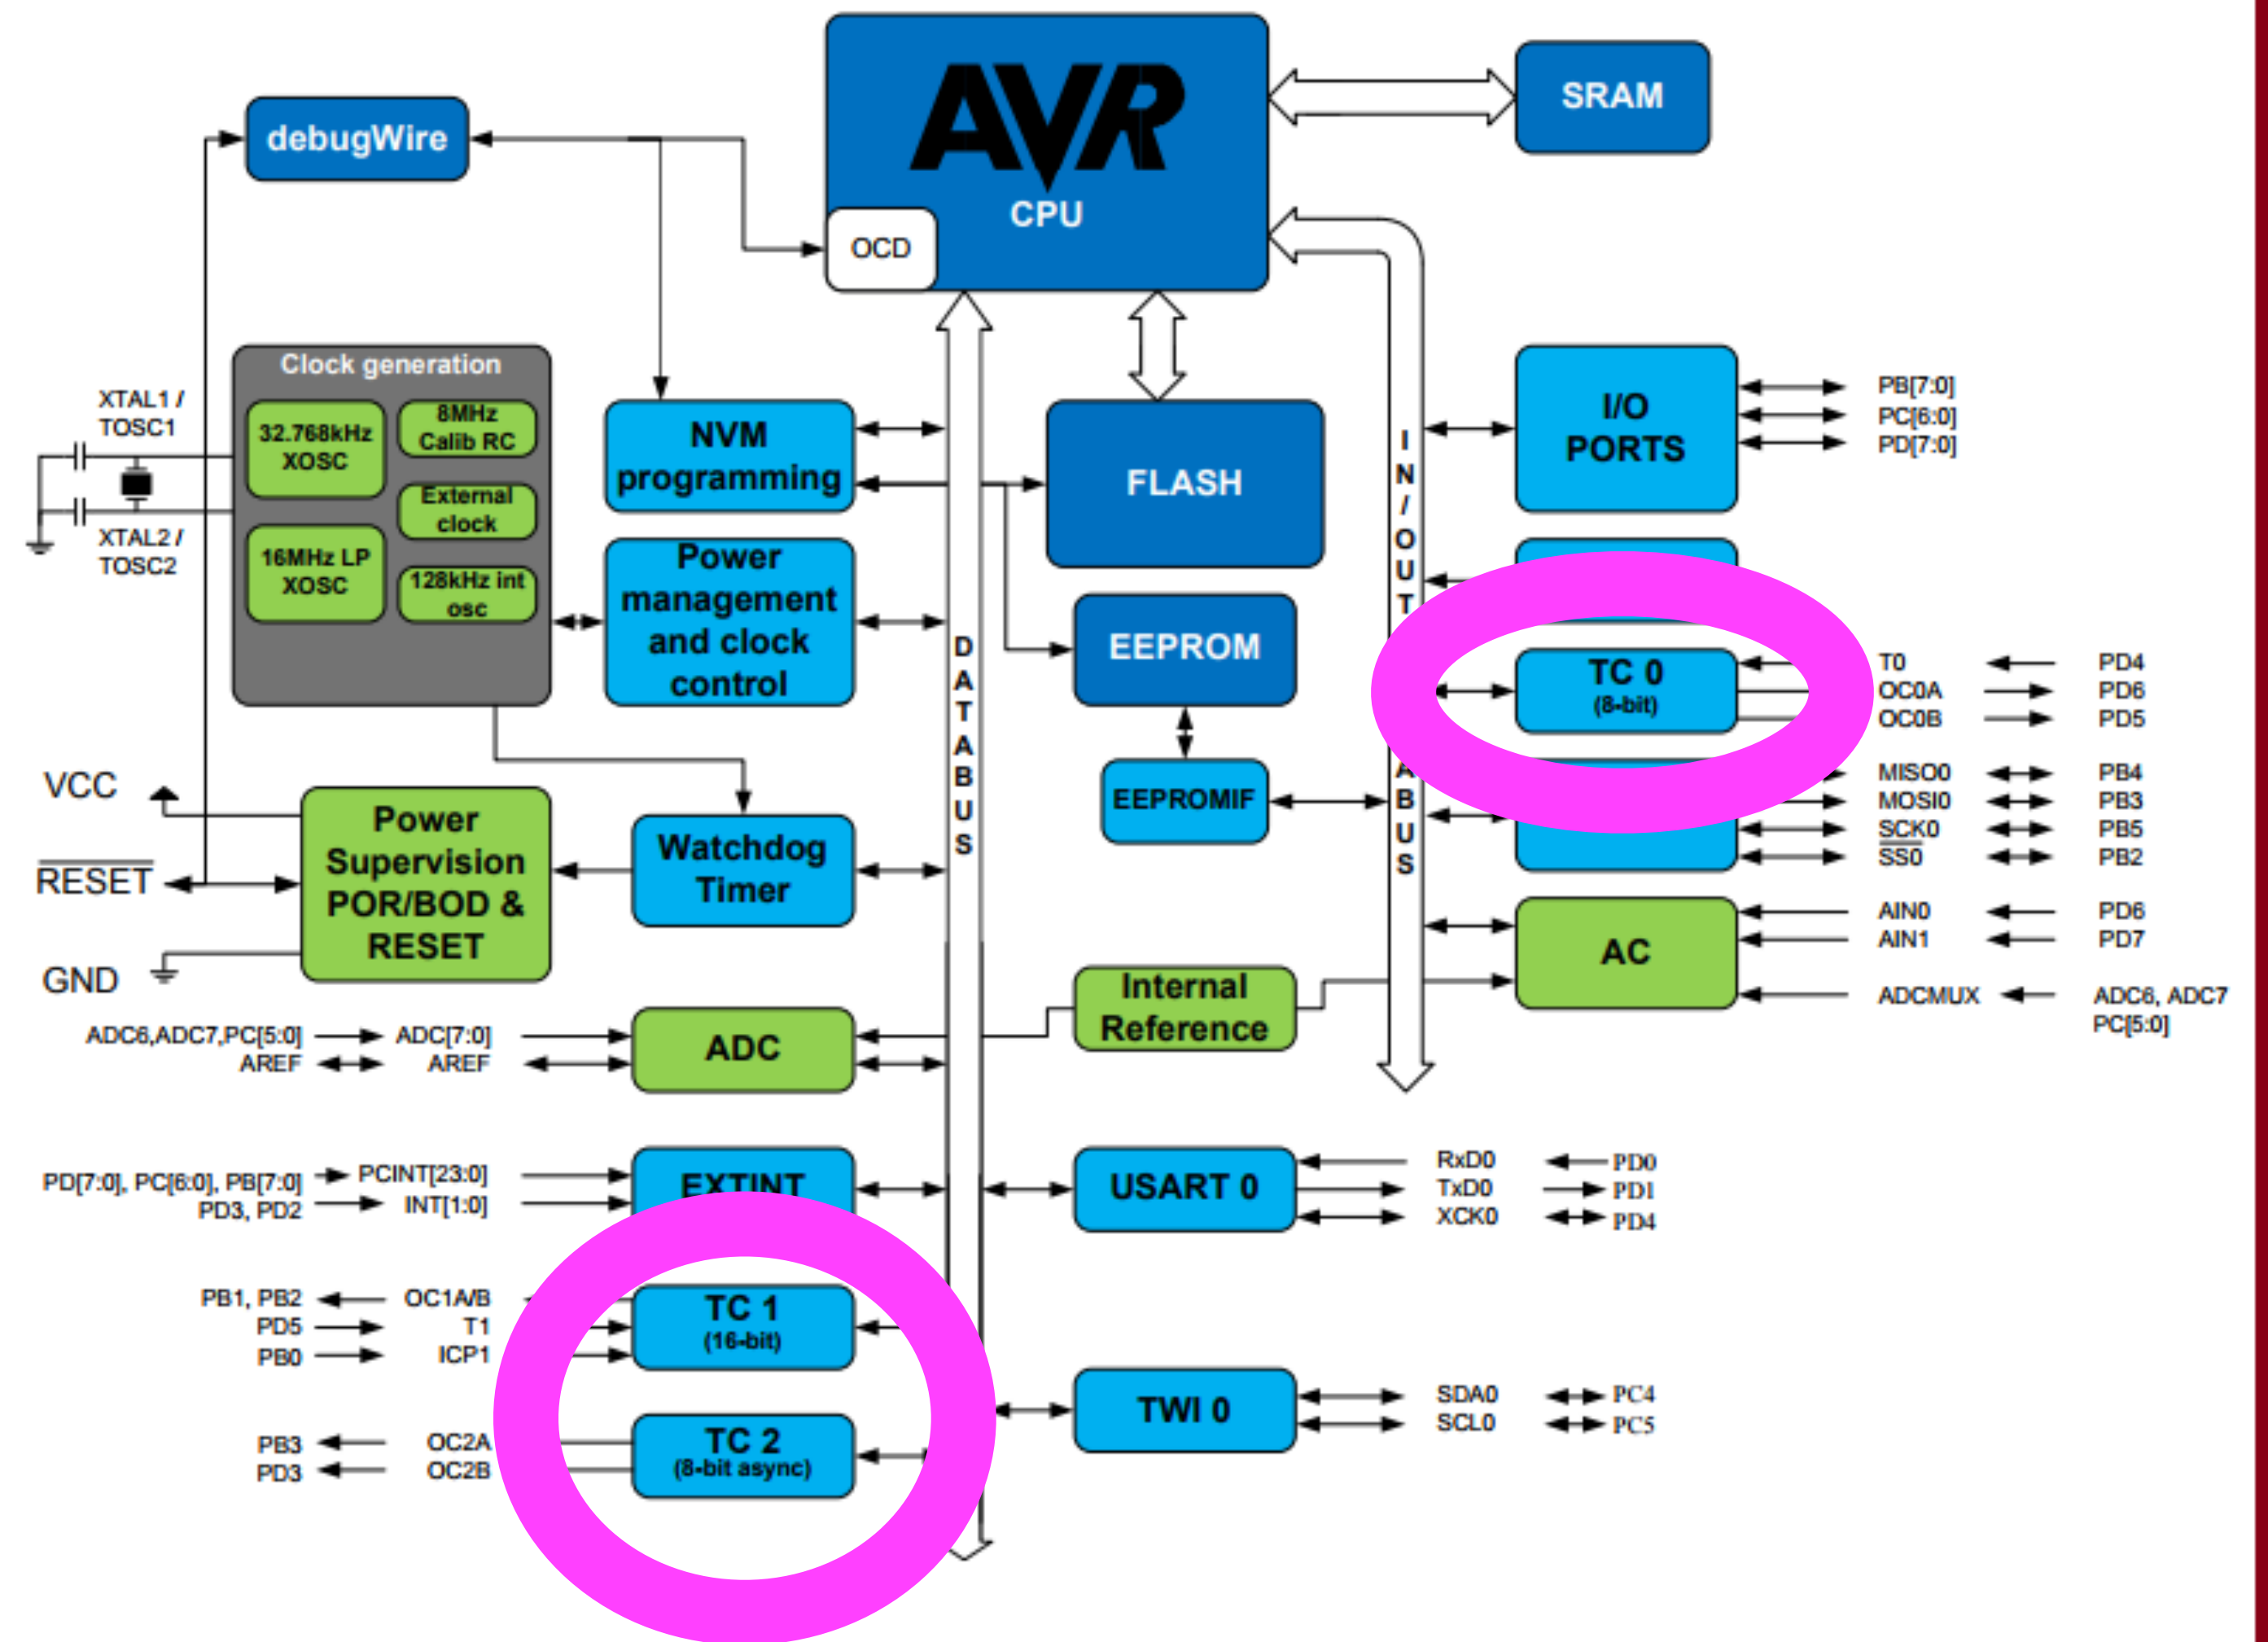 AVR
CPU
OCD
SRAM
debugWire
Clock generation
32.768kHz
XOSC
8MHz
Calib RC
External
clock
16MHz LP
XOSC
128kHz int
osc
XTAL1 /
TOSC1
XTAL2 /
TOSC2
NVM
programming
Power
management
and clock
control
FLASH
EEPROM
EEPROMIF
DATABUS
IN/OUT
ABUS
I/O
PORTS
PB[7:0]
PC[6:0]
PD[7:0]
TC 0
(8-bit)
T0 PD4
OC0A PD6
OC0B PD5
MISO0 PB4
MOSI0 PB3
SCK0 PB5
SS0 PB2
AC
AIN0 PD6
AIN1 PD7
ADCMUX ADC6, ADC7
PC[5:0]
VCC
RESET
GND
Power
Supervision
POR/BOD &
RESET
Watchdog
Timer
Internal
Reference
ADC6,ADC7,PC[5:0] ADC[7:0]
AREF AREF
ADC
PD[7:0], PC[6:0], PB[7:0] PCINT[23:0]
PD3, PD2 INT[1:0]
EXTINT
USART 0
RxD0 PD0
TxD0 PD1
XCK0 PD4
PB1, PB2 OC1A/B
PD5 T1
PB0 ICP1
TC 1
(16-bit)
PB3 OC2A
PD3 OC2B
TC 2
(8-bit async)
TWI 0
SDA0 PC4
SCL0 PC5